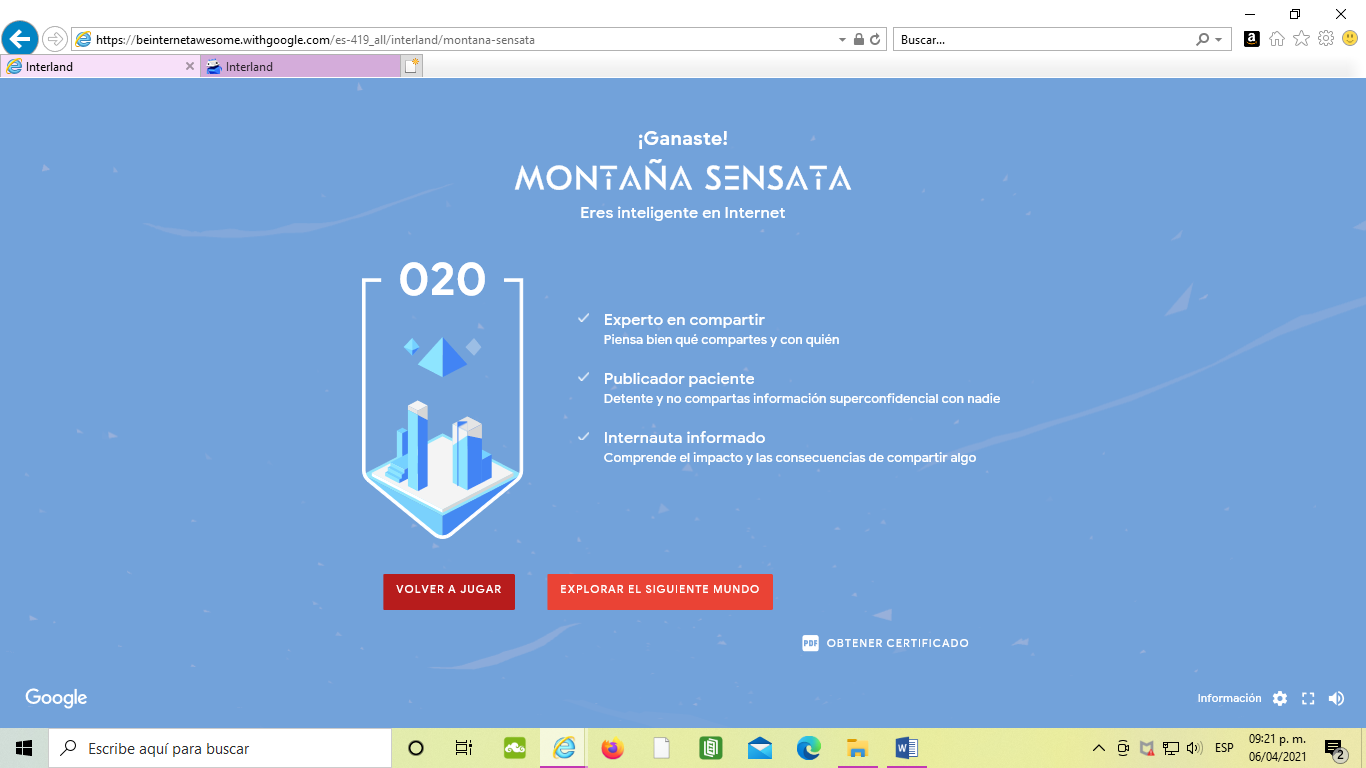 https://beinternetawesome.withgoogle.com/es-419_all/interland/montana-sensata
Buscar...
Interland
Interland
¡Ganaste!
MONTAÑA SENSATA
Eres inteligente en Internet
020
Experto en compartir
Piensa bien qué compartes y con quién
Publicador paciente
Detente y no compartas información superconfidencial con nadie
Internauta informado
Comprende el impacto y las consecuencias de compartir algo
VOLVER A JUGAR
EXPLORAR EL SIGUIENTE MUNDO
PDF OBTENER CERTIFICADO
Google
Información
Escribe aquí para buscar
ESP
09:21 p. m.
06/04/2021
2